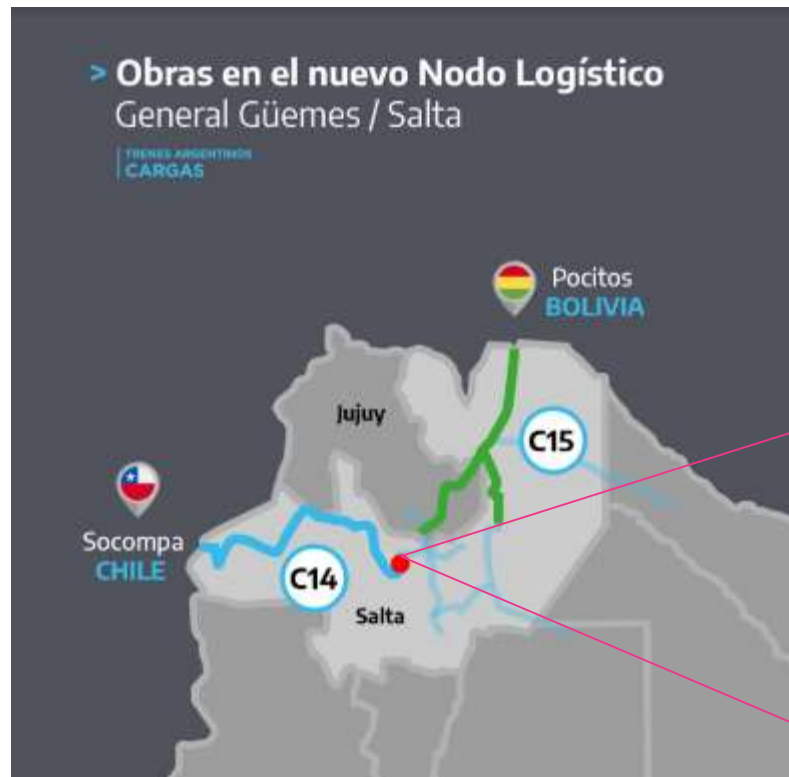 > Obras en el nuevo Nodo Logístico
General Güemes / Salta
TRENES ARGENTINOS
CARGAS
Pocitos
BOLIVIA
Jujuy
C15
Socompa
CHILE
C14
Salta